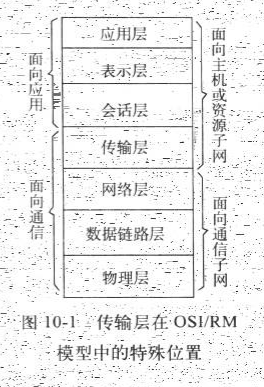 应用层
表示层
会话层
传输层
网络层
数据链路层
物理层
面向应用
面向通信
面向主机或资源子网
面向通信子网
图 10-1 传输层在 OSI/RM
模型中的特殊位置